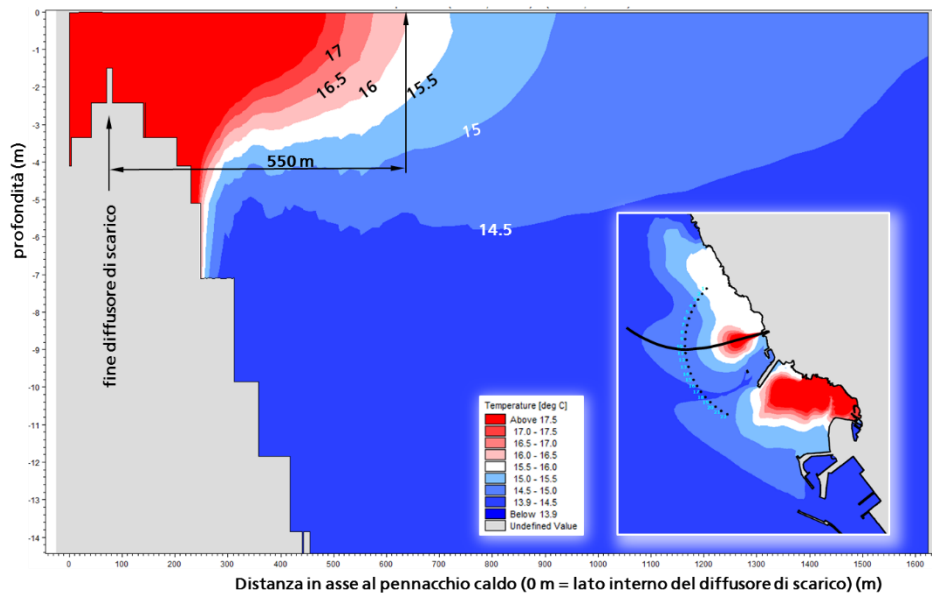 0
-1
-2
-3
-4
-5
-6
-7
-8
-9
-10
-11
-12
-13
-14
profondità (m)
17
16.5
16
15.5
15
14.5
550 m
fine diffusore di scarico
Temperature [deg C]
Above 17.5
17.0 - 17.5
16.5 - 17.0
16.0 - 16.5
15.5 - 16.0
15.0 - 15.5
14.5 - 15.0
13.9 - 14.5
Below 13.9
Undefined Value
0 100 200 300 400 500 600 700 800 900 1000 1100 1200 1300 1400 1500 1600
Distanza in asse al pennacchio caldo (0 m = lato interno del diffusore di scarico) (m)